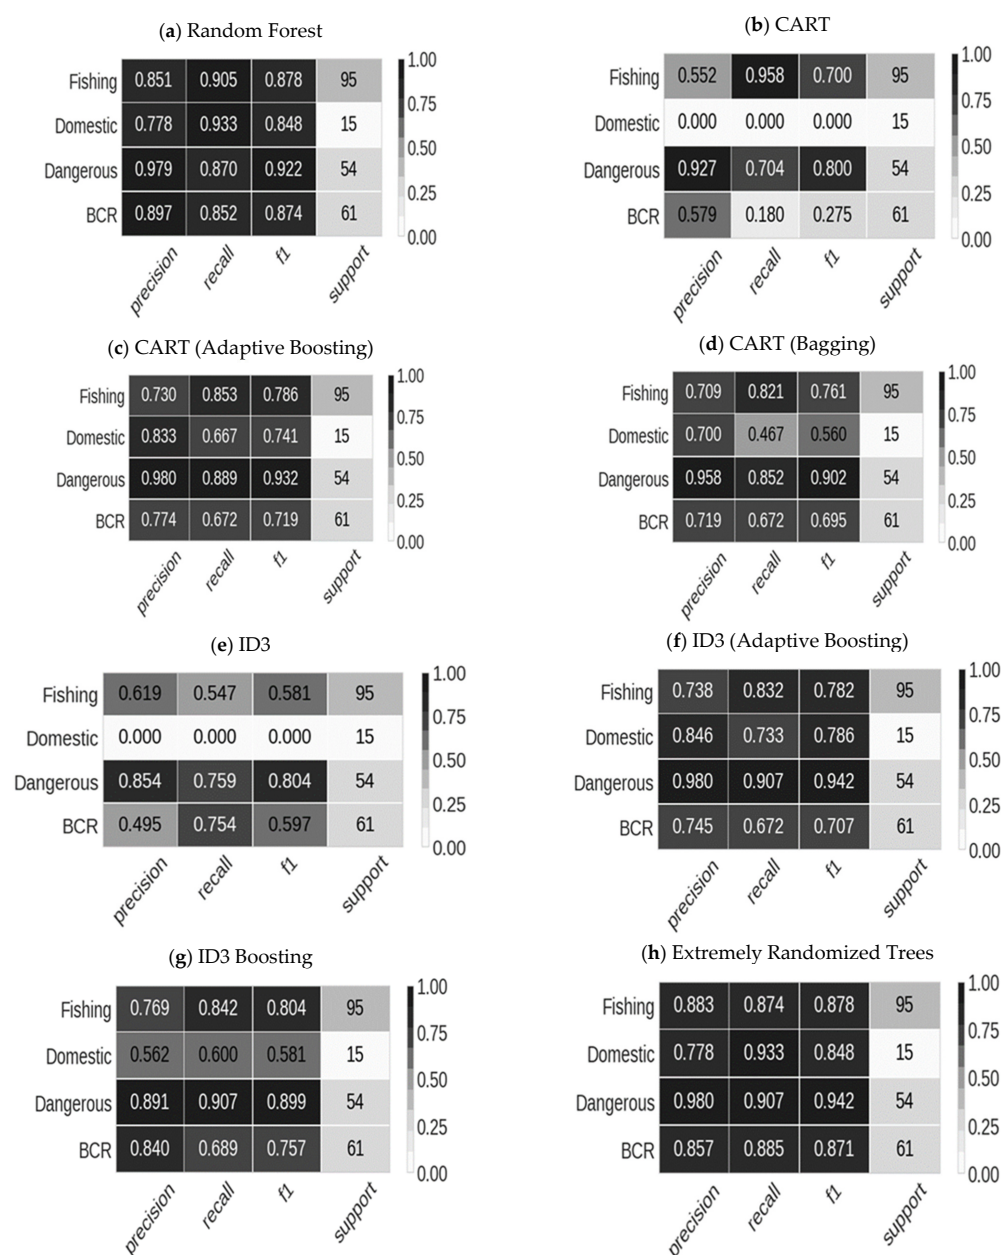 (a) Random Forest
Fishing 0.851 0.905 0.878 95
Domestic 0.778 0.933 0.848 15
Dangerous 0.979 0.870 0.922 54
BCR 0.897 0.852 0.874 61
precision recall f1 support
1.00
0.75
0.50
0.25
0.00
(b) CART
Fishing 0.552 0.958 0.700 95
Domestic 0.000 0.000 0.000 15
Dangerous 0.927 0.704 0.800 54
BCR 0.579 0.180 0.275 61
precision recall f1 support
1.00
0.75
0.50
0.25
0.00
(c) CART (Adaptive Boosting)
Fishing 0.730 0.853 0.786 95
Domestic 0.833 0.667 0.741 15
Dangerous 0.980 0.889 0.932 54
BCR 0.774 0.672 0.719 61
precision recall f1 support
1.00
0.75
0.50
0.25
0.00
(d) CART (Bagging)
Fishing 0.709 0.821 0.761 95
Domestic 0.700 0.467 0.560 15
Dangerous 0.958 0.852 0.902 54
BCR 0.719 0.672 0.695 61
precision recall f1 support
1.00
0.75
0.50
0.25
0.00
(e) ID3
Fishing 0.619 0.547 0.581 95
Domestic 0.000 0.000 0.000 15
Dangerous 0.854 0.759 0.804 54
BCR 0.495 0.754 0.597 61
precision recall f1 support
1.00
0.75
0.50
0.25
0.00
(f) ID3 (Adaptive Boosting)
Fishing 0.738 0.832 0.782 95
Domestic 0.846 0.733 0.786 15
Dangerous 0.980 0.907 0.942 54
BCR 0.745 0.672 0.707 61
precision recall f1 support
1.00
0.75
0.50
0.25
0.00
(g) ID3 Boosting
Fishing 0.769 0.842 0.804 95
Domestic 0.562 0.600 0.581 15
Dangerous 0.891 0.907 0.899 54
BCR 0.840 0.689 0.757 61
precision recall f1 support
1.00
0.75
0.50
0.25
0.00
(h) Extremely Randomized Trees
Fishing 0.883 0.874 0.878 95
Domestic 0.778 0.933 0.848 15
Dangerous 0.980 0.907 0.942 54
BCR 0.857 0.885 0.871 61
precision recall f1 support
1.00
0.75
0.50
0.25
0.00